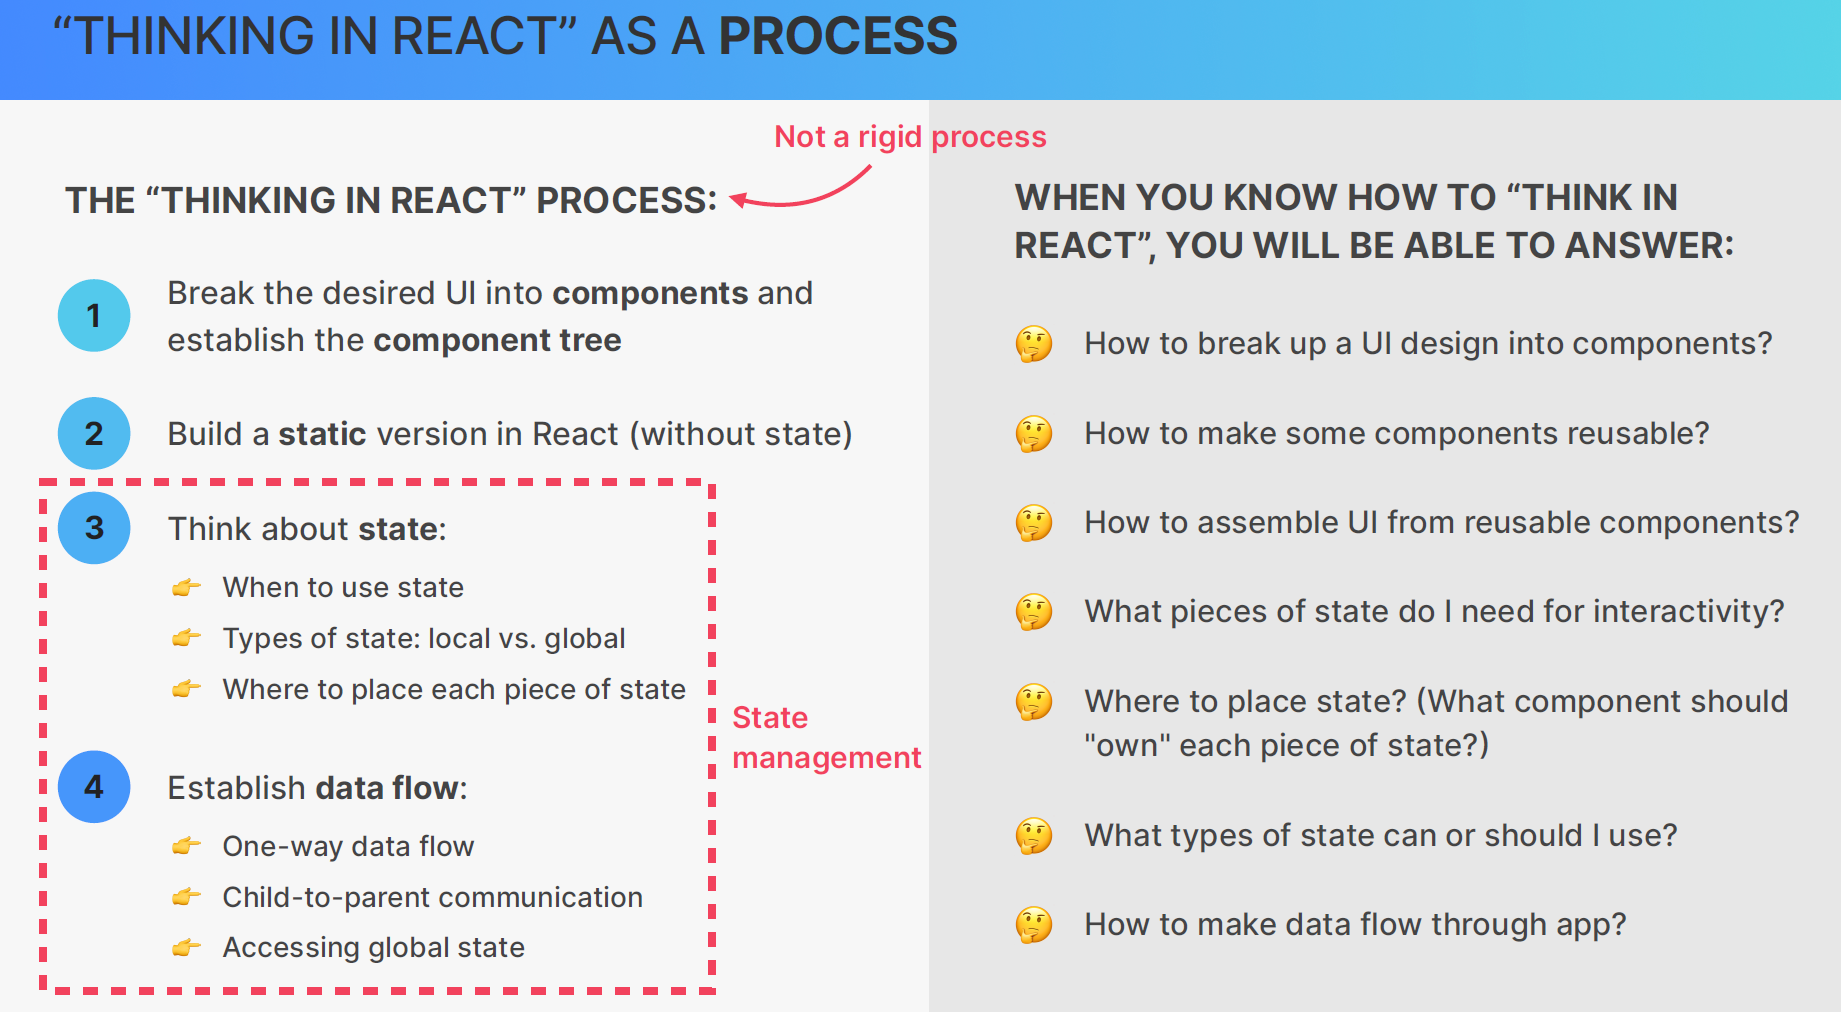 “THINKING IN REACT” AS A PROCESS
Not a rigid process
THE “THINKING IN REACT” PROCESS:
1
Break the desired UI into components and
establish the component tree
2
Build a static version in React (without state)
3
Think about state:
When to use state
Types of state: local vs. global
Where to place each piece of state
State
management
4
Establish data flow:
One-way data flow
Child-to-parent communication
Accessing global state
WHEN YOU KNOW HOW TO “THINK IN
REACT”, YOU WILL BE ABLE TO ANSWER:
How to break up a UI design into components?
How to make some components reusable?
How to assemble UI from reusable components?
What pieces of state do I need for interactivity?
Where to place state? (What component should
"own" each piece of state?)
What types of state can or should I use?
How to make data flow through app?